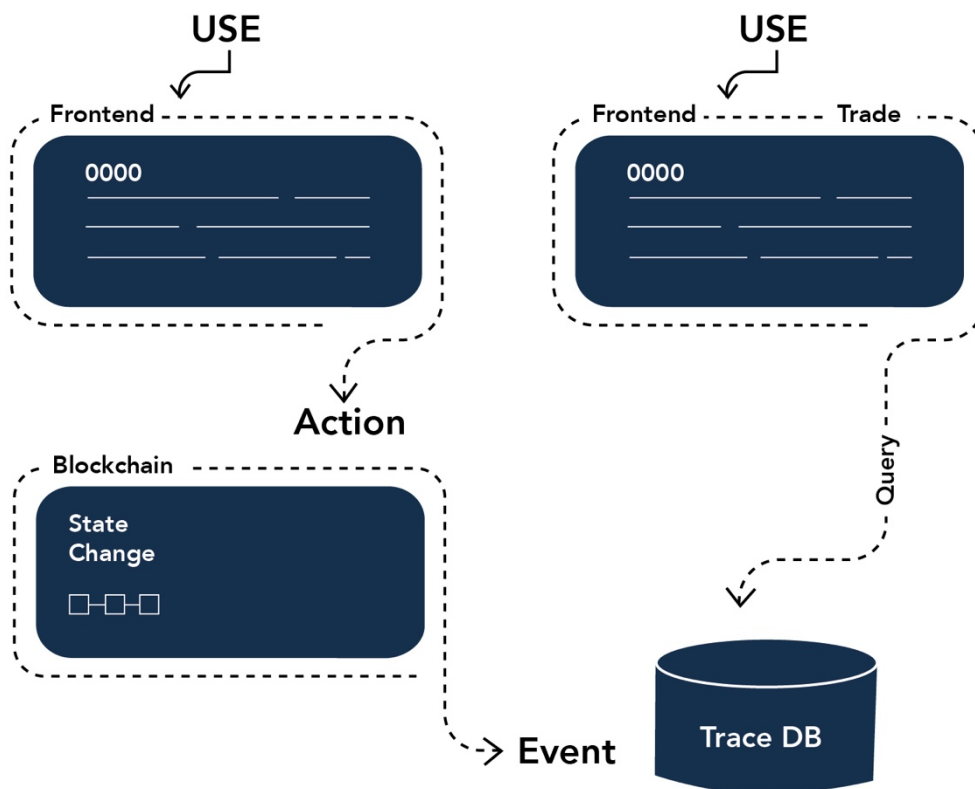 USE
Frontend
0000
Action
Blockchain
State
Change
Event
USE
Frontend Trade
0000
Query
Trace DB